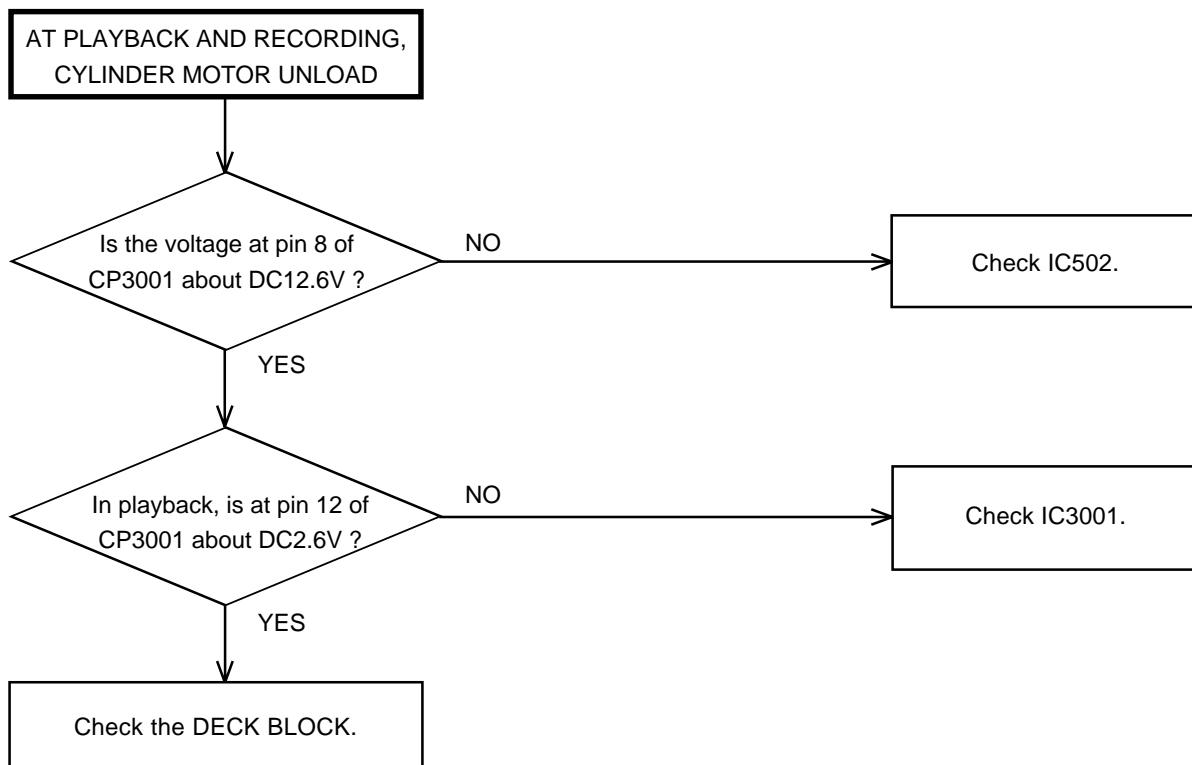 AT PLAYBACK AND RECORDING,
CYLINDER MOTOR UNLOAD
Is the voltage at pin 8 of
CP3001 about DC12.6V ?
NO
Check IC502.
YES
In playback, is at pin 12 of
CP3001 about DC2.6V ?
NO
Check IC3001.
YES
Check the DECK BLOCK.